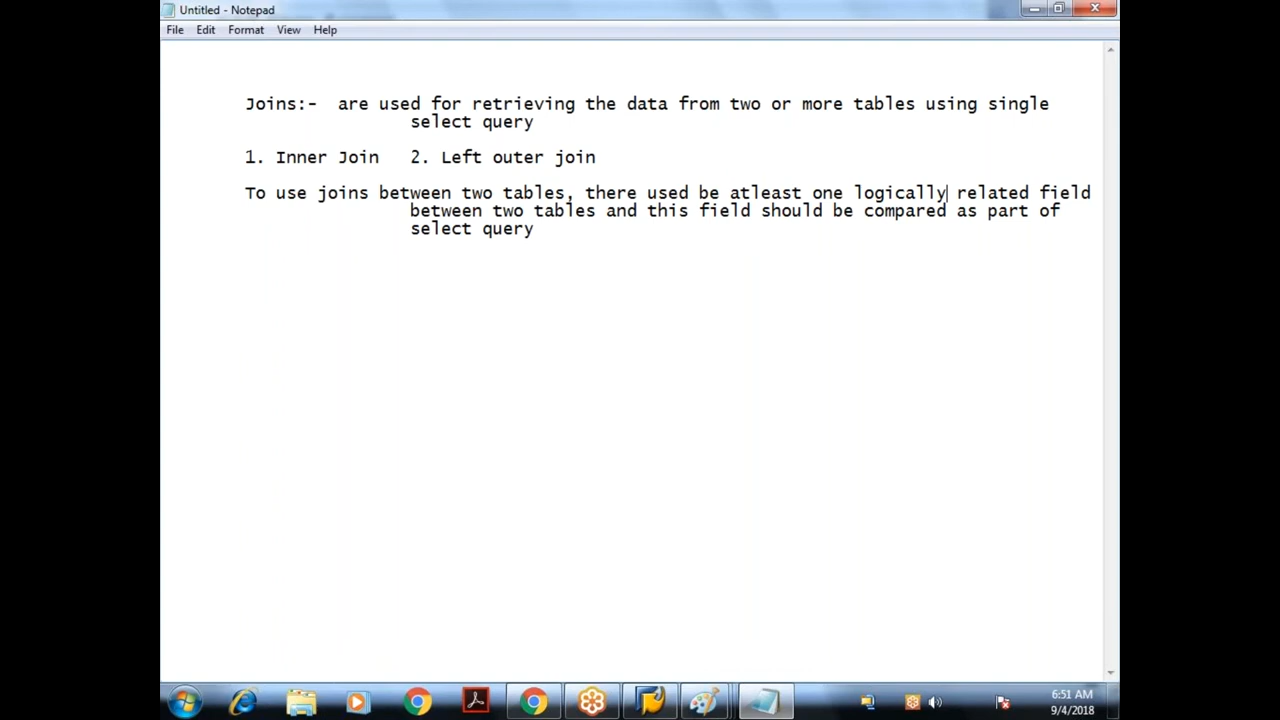 Untitled - Notepad
File Edit Format View Help
Joins:- are used for retrieving the data from two or more tables using single
select query
1. Inner Join 2. Left outer join
To use joins between two tables, there used be atleast one logically related field
between two tables and this field should be compared as part of
select query
6:51 AM
9/4/2018